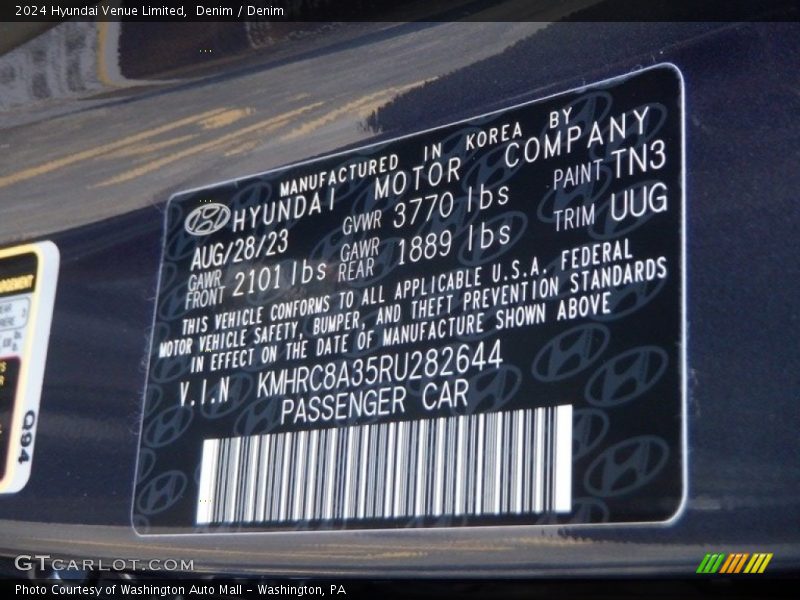 2024 Hyundai Venue Limited,  Denim / Denim
MANUFACTURED IN KOREA BY
HYUNDAI MOTOR COMPANY
AUG/28/23 GVWR 3770 lbs PAINT TN3
GAWR FRONT 2101 lbs GAWR REAR 1889 lbs TRIM UUG
THIS VEHICLE CONFORMS TO ALL APPLICABLE U.S.A. FEDERAL
MOTOR VEHICLE SAFETY, BUMPER, AND THEFT PREVENTION STANDARDS
IN EFFECT ON THE DATE OF MANUFACTURE SHOWN ABOVE
V.I.N KMHRC8A35RU282644
PASSENGER CAR
Q94
GTCARLOT.COM
Photo Courtesy of Washington Auto Mall - Washington, PA